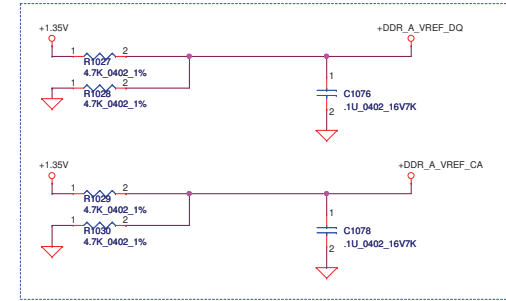 +1.35V
+DDR_A_VREF_DQ
1 2
R1027
4.7K_0402_1%
1 2
R1028
4.7K_0402_1%
1
C1076
.1U_0402_16V7K
2
+1.35V
+DDR_A_VREF_CA
1 2
R1029
4.7K_0402_1%
1 2
R1030
4.7K_0402_1%
1
C1078
.1U_0402_16V7K
2